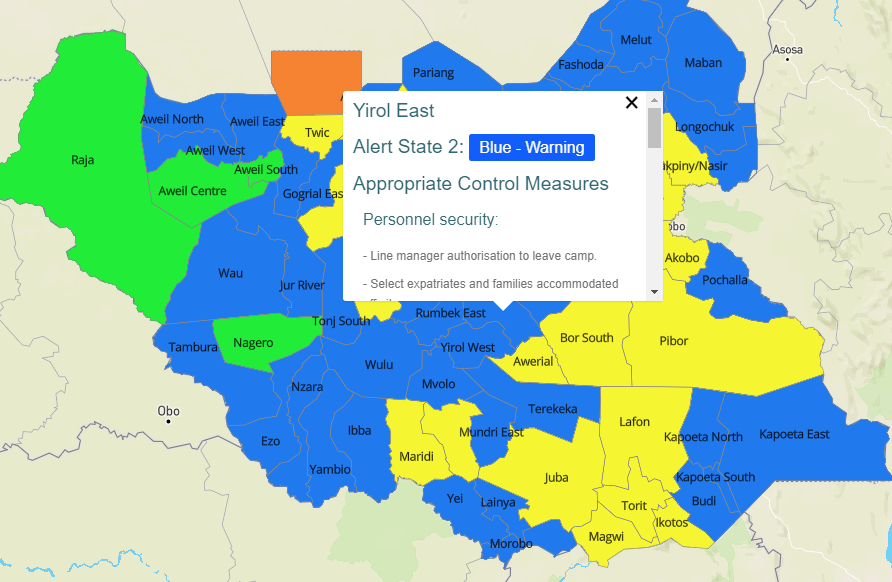 Melut
Asosa
Fashoda
Maban
Pariang
Yirol East
Alert State 2: Blue - Warning
Appropriate Control Measures
Personnel security:
- Line manager authorisation to leave camp.
- Select expatriates and families accommodated
Aweil North
Aweil East
Twic
Longochuk
Aweil West
Raja
Aweil South
akpiny/Nasir
Aweil Centre
Gogrial Eas
obo
Akobo
Wau
Jur River
Pochalla
Rumbek East
Tonj South
Bor South
Pibor
Nagero
Tambura
Yirol West
Awerial
Wulu
Mvolo
Nzara
Obo
Terekeka
Lafon
Ibba
Mundri East
Kapoeta North
Kapoeta East
Ezo
Maridi
Yambio
Juba
Kapoeta South
Yei
Lainya
Torit
Budi
Ikotos
Magwi
Morobo